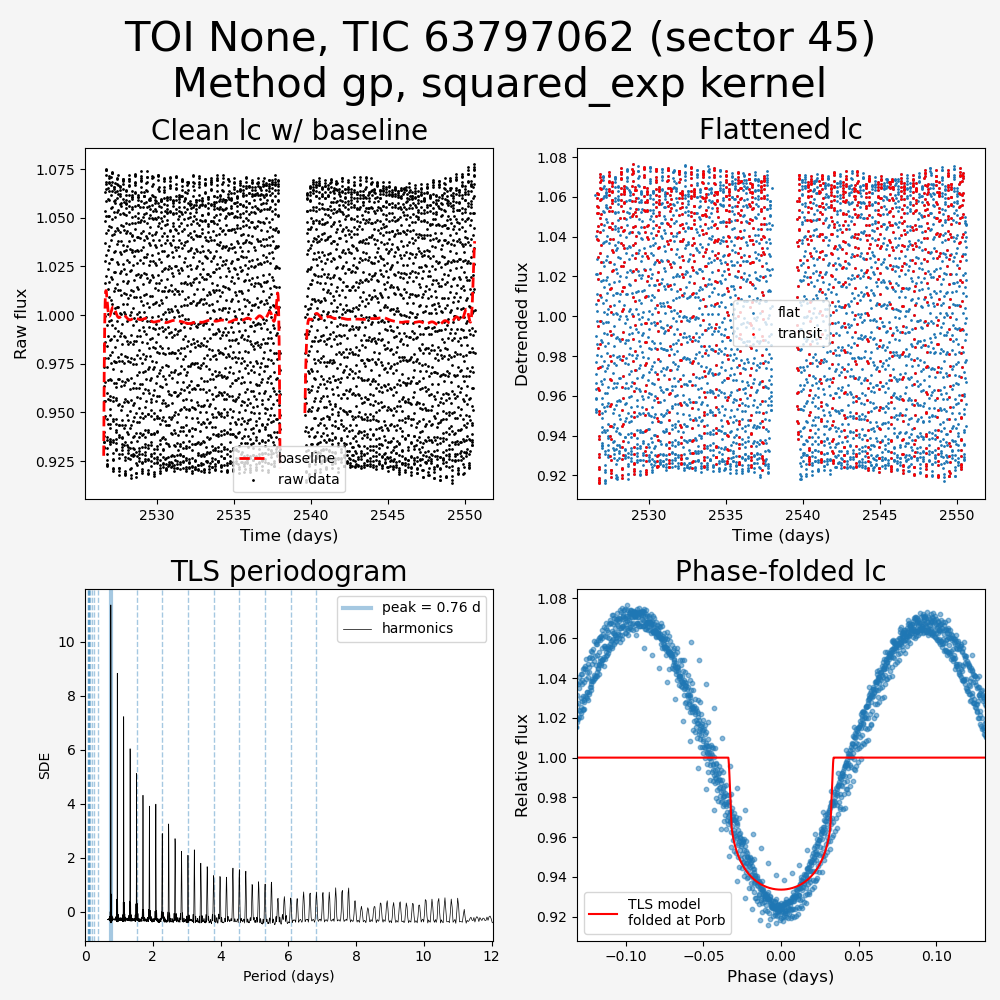 TOI None, TIC 63797062 (sector 45)
Method gp, squared_exp kernel
Clean lc w/ baseline
Raw flux
1.075
1.050
1.025
1.000
0.975
0.950
0.925
baseline
raw data
2530 2535 2540 2545 2550
Time (days)
Flattened lc
Detrended flux
1.08
1.06
1.04
1.02
1.00
0.98
0.96
0.94
0.92
flat
transit
2530 2535 2540 2545 2550
Time (days)
TLS periodogram
SDE
10
8
6
4
2
0
peak = 0.76 d
harmonics
0 2 4 6 8 10 12
Period (days)
Phase-folded lc
Relative flux
1.08
1.06
1.04
1.02
1.00
0.98
0.96
0.94
0.92
TLS model
folded at Porb
−0.10 −0.05 0.00 0.05 0.10
Phase (days)